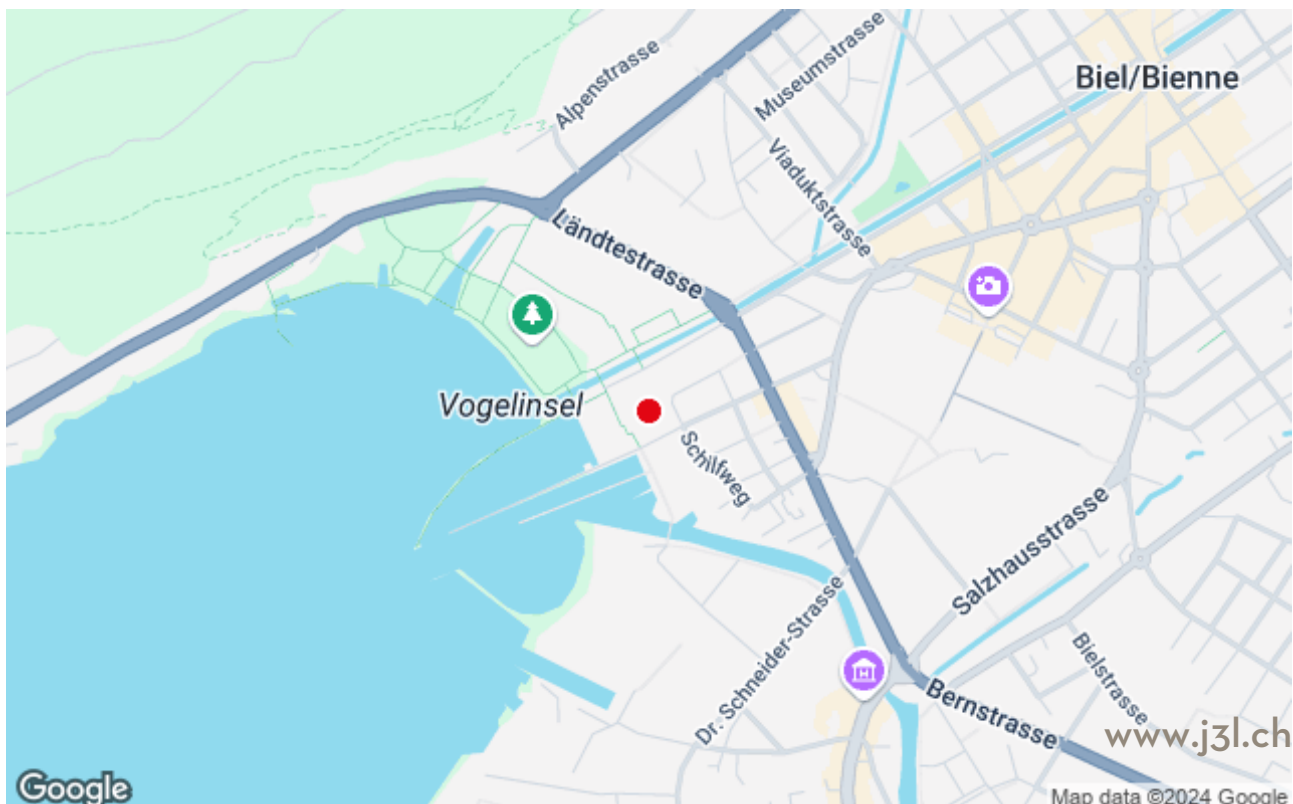 Alpenstrasse
Museumstrasse
Biel/Bienne
Viaduktstrasse
Ländtestrasse
Vogelinsel
Schilfweg
Salzhausstrasse
Dr. Schneider-Strasse
Bielstrasse
Bernstrasse
www.j3l.ch
Google
Map data ©2024 Google